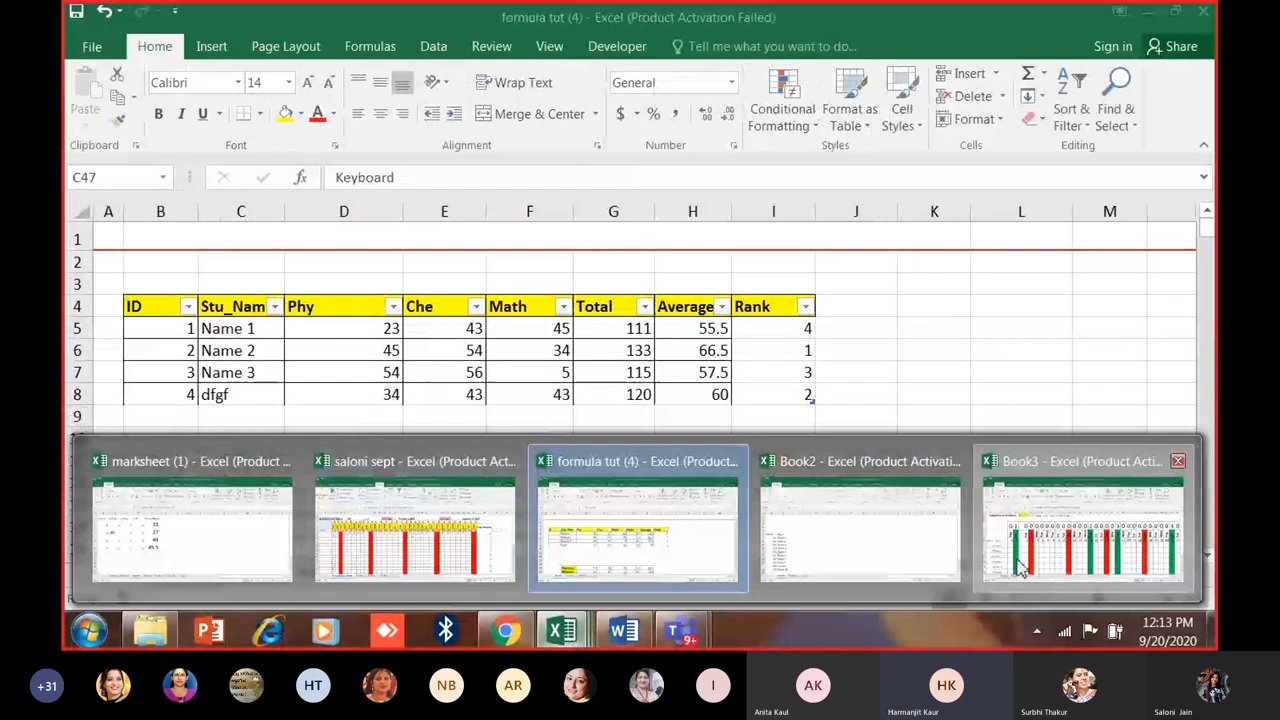 formula tut (4) - Excel (Product Activation Failed)
File Home Insert Page Layout Formulas Data Review View Developer Tell me what you want to do... Sign in Share
Calibri 14 Wrap Text General Insert
Paste Conditional Format as Cell Delete Sort & Find &
B I U Merge & Center $ % Formatting Table Styles Format Filter Select
Clipboard Font Alignment Number Styles Cells Editing
C47 fx Keyboard
A B C D E F G H I J K L M
1
2
3
4 ID Stu_Nam Phy Che Math Total Average Rank
5 1 Name 1 23 43 45 111 55.5 4
6 2 Name 2 45 54 34 133 66.5 1
7 3 Name 3 54 56 5 115 57.5 3
8 4 dfgf 34 43 43 120 60 2
9
marksheet (1) - Excel (Product ... saloni sept - Excel (Product Act... formula tut (4) - Excel (Product... Book2 - Excel (Product Activati... Book3 - Excel (Product Acti...
9+
12:13 PM
9/20/2020
+31 HT NB AR I AK HK
Anita Kaul Harmanjit Kaur Surbhi Thakur Saloni Jain